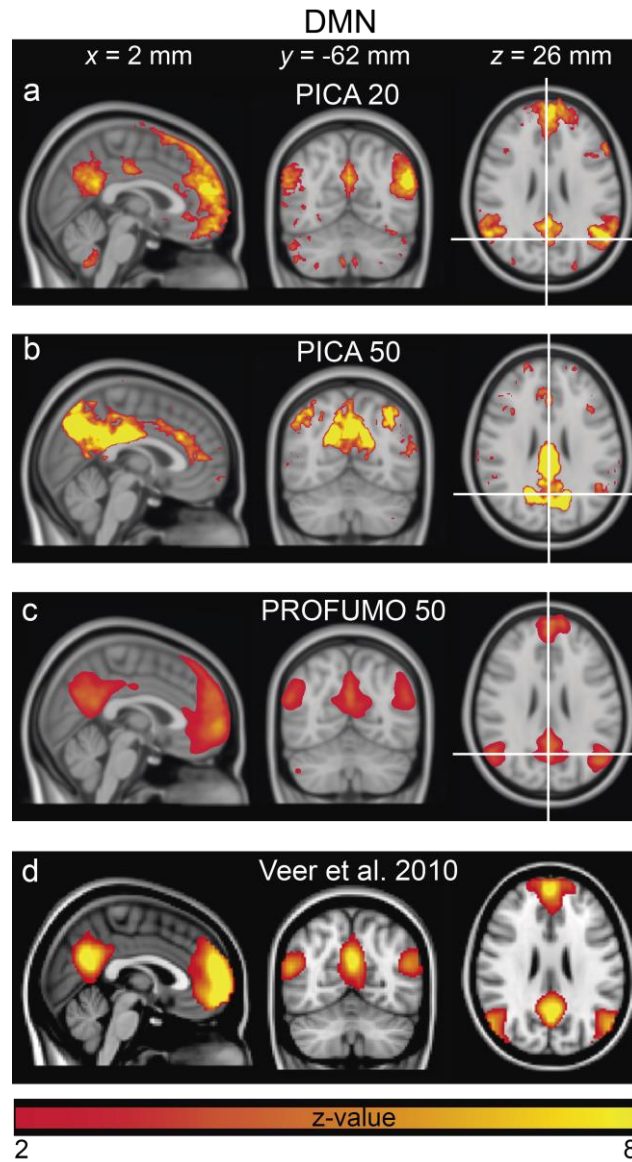 DMN
x = 2 mm y = -62 mm z = 26 mm
a PICA 20
b PICA 50
c PROFUMO 50
d Veer et al. 2010
z-value
2 8